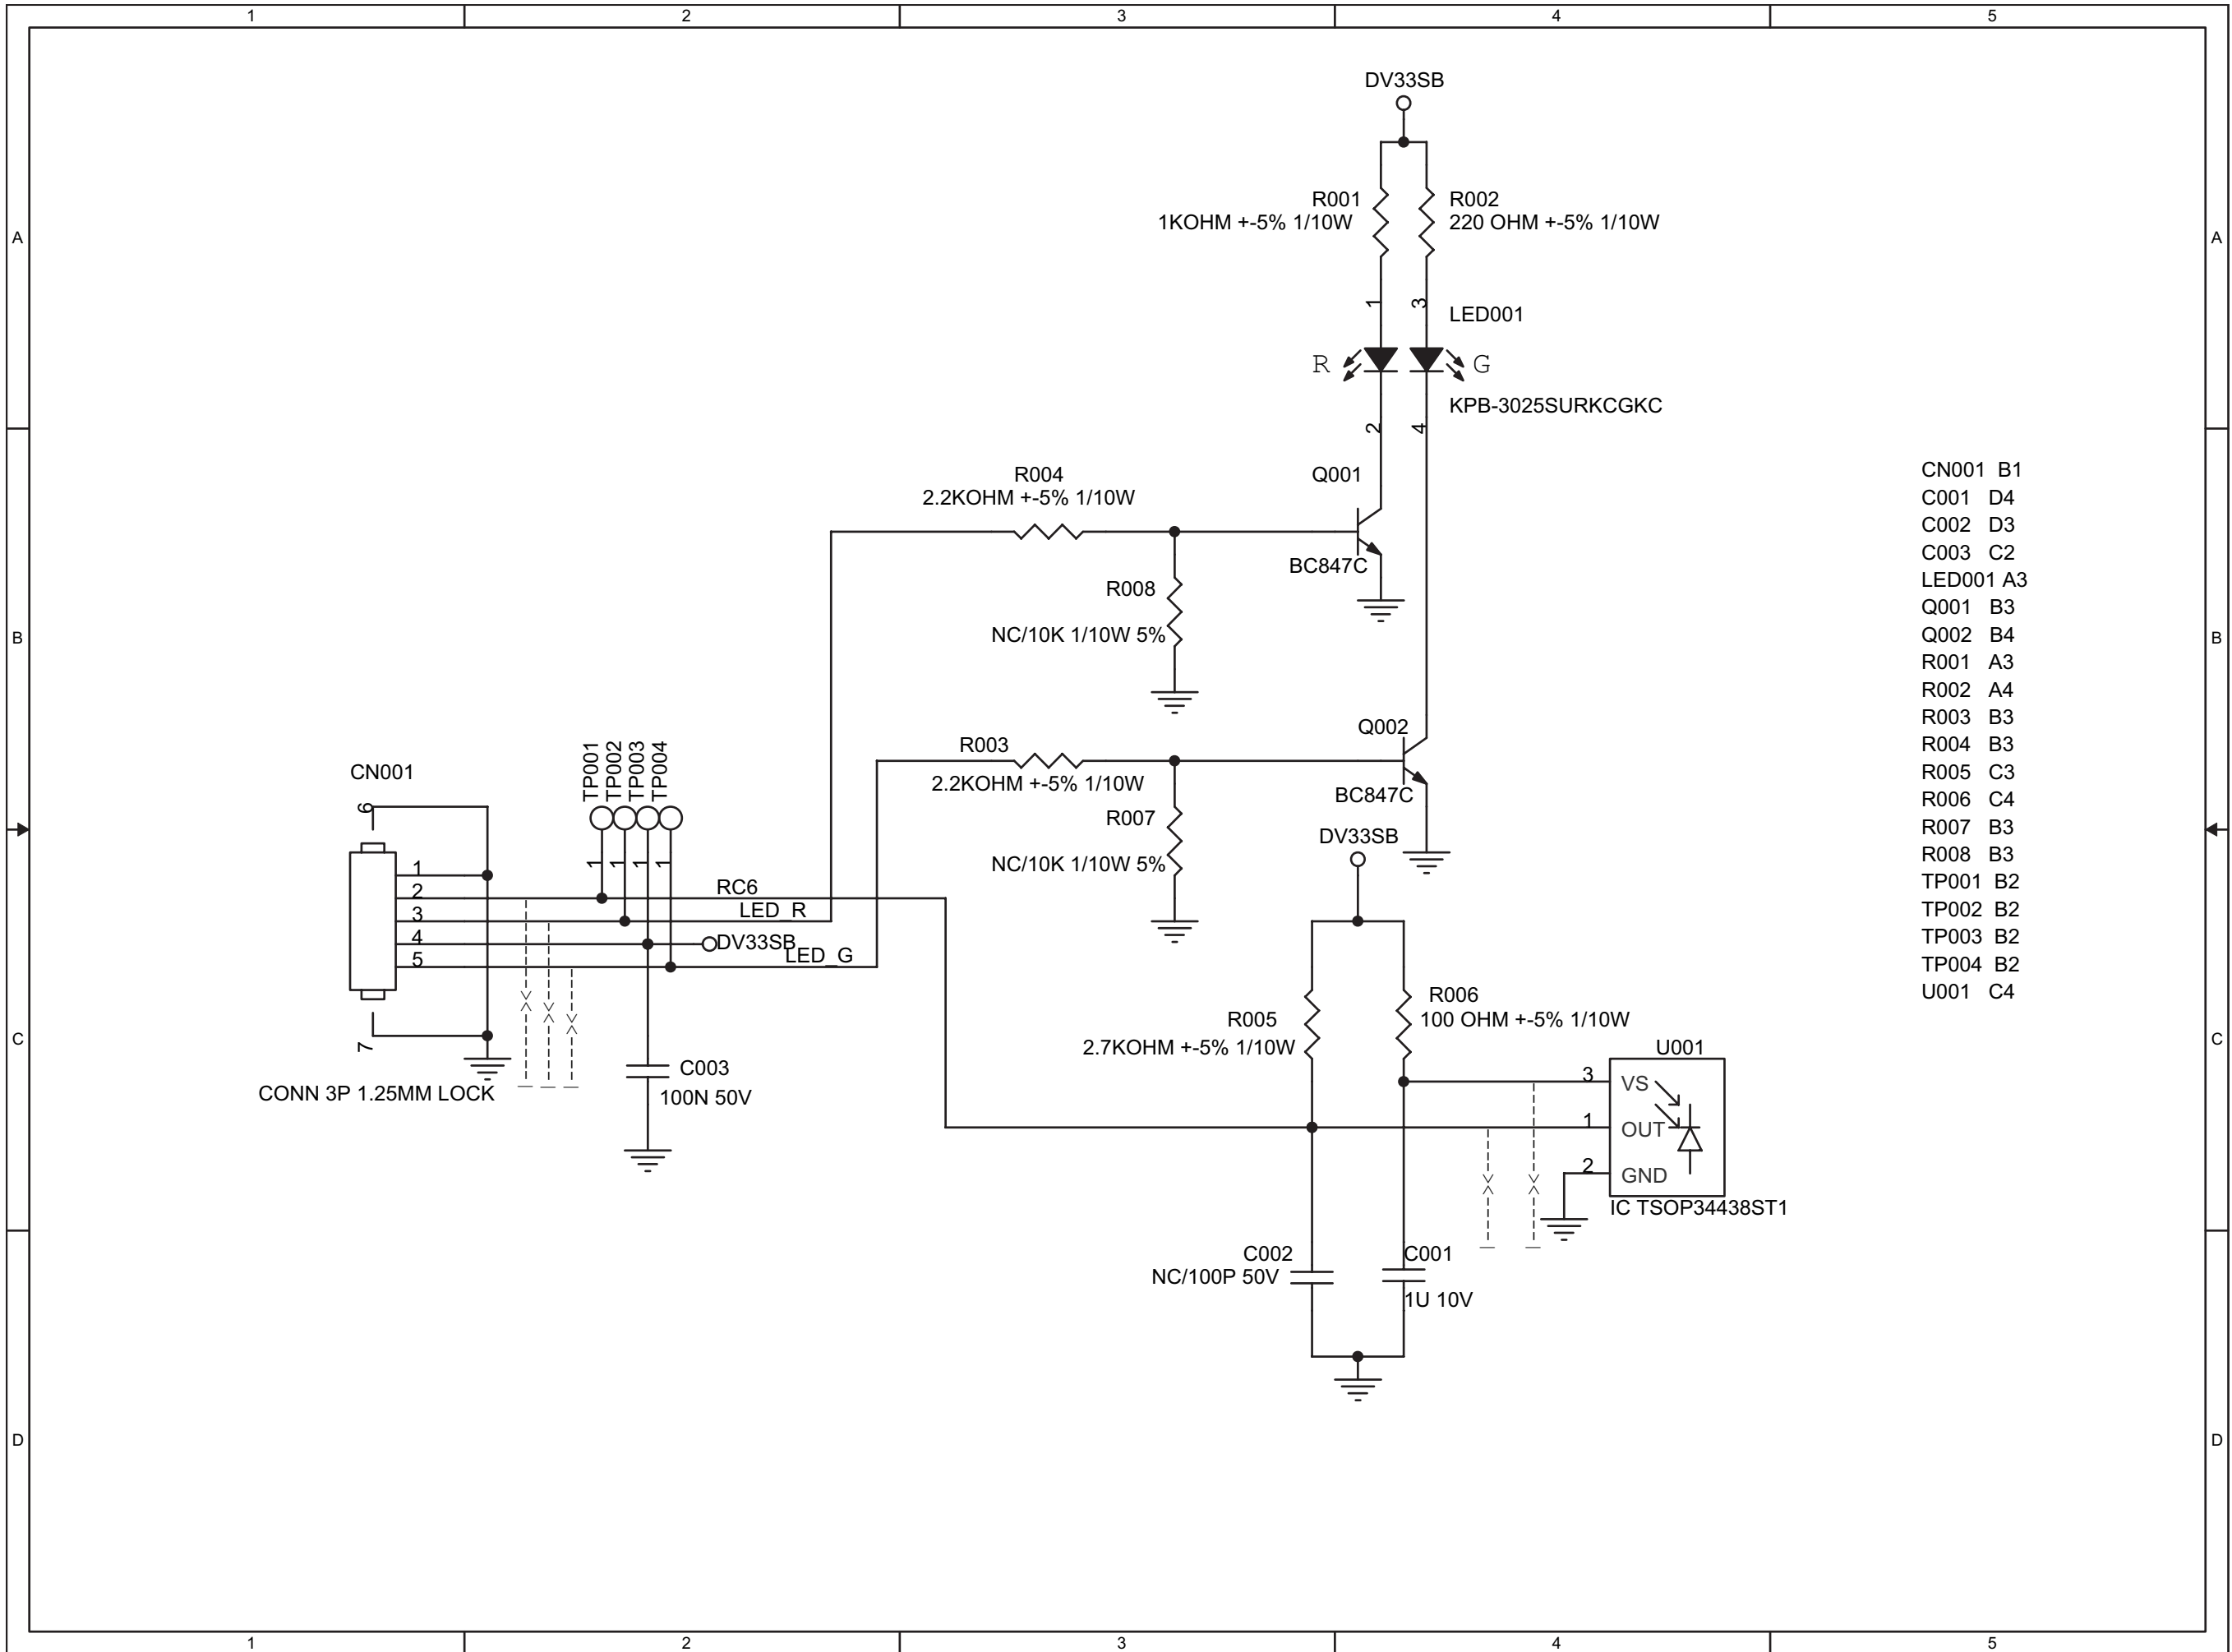 1 2 3 4 5
DV33SB
R001
1KOHM +-5% 1/10W
R002
220 OHM +-5% 1/10W
A
A
1
3
LED001
R
G
KPB-3025SURKCGKC
2
4
R004
2.2KOHM +-5% 1/10W
Q001
BC847C
R008
NC/10K 1/10W 5%
B
B
Q002
R003
2.2KOHM +-5% 1/10W
BC847C
R007
NC/10K 1/10W 5%
DV33SB
CN001
6
TP001
TP002
TP003
TP004
1
1
1
1
1
2
3
4
5
7
RC6
LED_R
DV33SB
LED_G
CONN 3P 1.25MM LOCK
C003
100N 50V
C
C
R005
2.7KOHM +-5% 1/10W
R006
100 OHM +-5% 1/10W
U001
3
VS
1
OUT
2
GND
IC TSOP34438ST1
C002
NC/100P 50V
C001
1U 10V
D
D
CN001 B1
C001 D4
C002 D3
C003 C2
LED001 A3
Q001 B3
Q002 B4
R001 A3
R002 A4
R003 B3
R004 B3
R005 C3
R006 C4
R007 B3
R008 B3
TP001 B2
TP002 B2
TP003 B2
TP004 B2
U001 C4
1 2 3 4 5